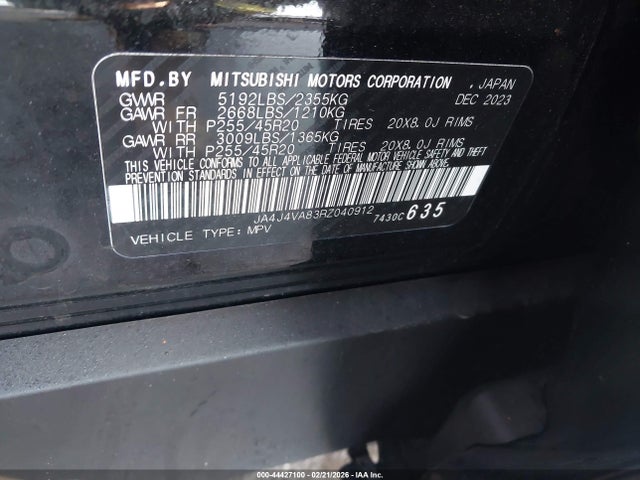 MFD.BY MITSUBISHI MOTORS CORPORATION , JAPAN
GVWR 5192LBS/2355KG DEC 2023
GAWR FR 2668LBS/1210KG
WITH P255/45R20 TIRES 20X8.0J RIMS
GAWR RR 3009LBS/1365KG
WITH P255/45R20 TIRES 20X8.0J RIMS
THIS VEHICLE CONFORMS TO ALL APPLICABLE FEDERAL MOTOR VEHICLE SAFETY AND THEFT
PREVENTION STANDARDS IN EFFECT ON THE DATE OF MANUFACTURE SHOWN ABOVE.
JA4J4VA83RZ040912 7430C 635
VEHICLE TYPE: MPV
000-44427100 - 02/21/2026 - IAA Inc.